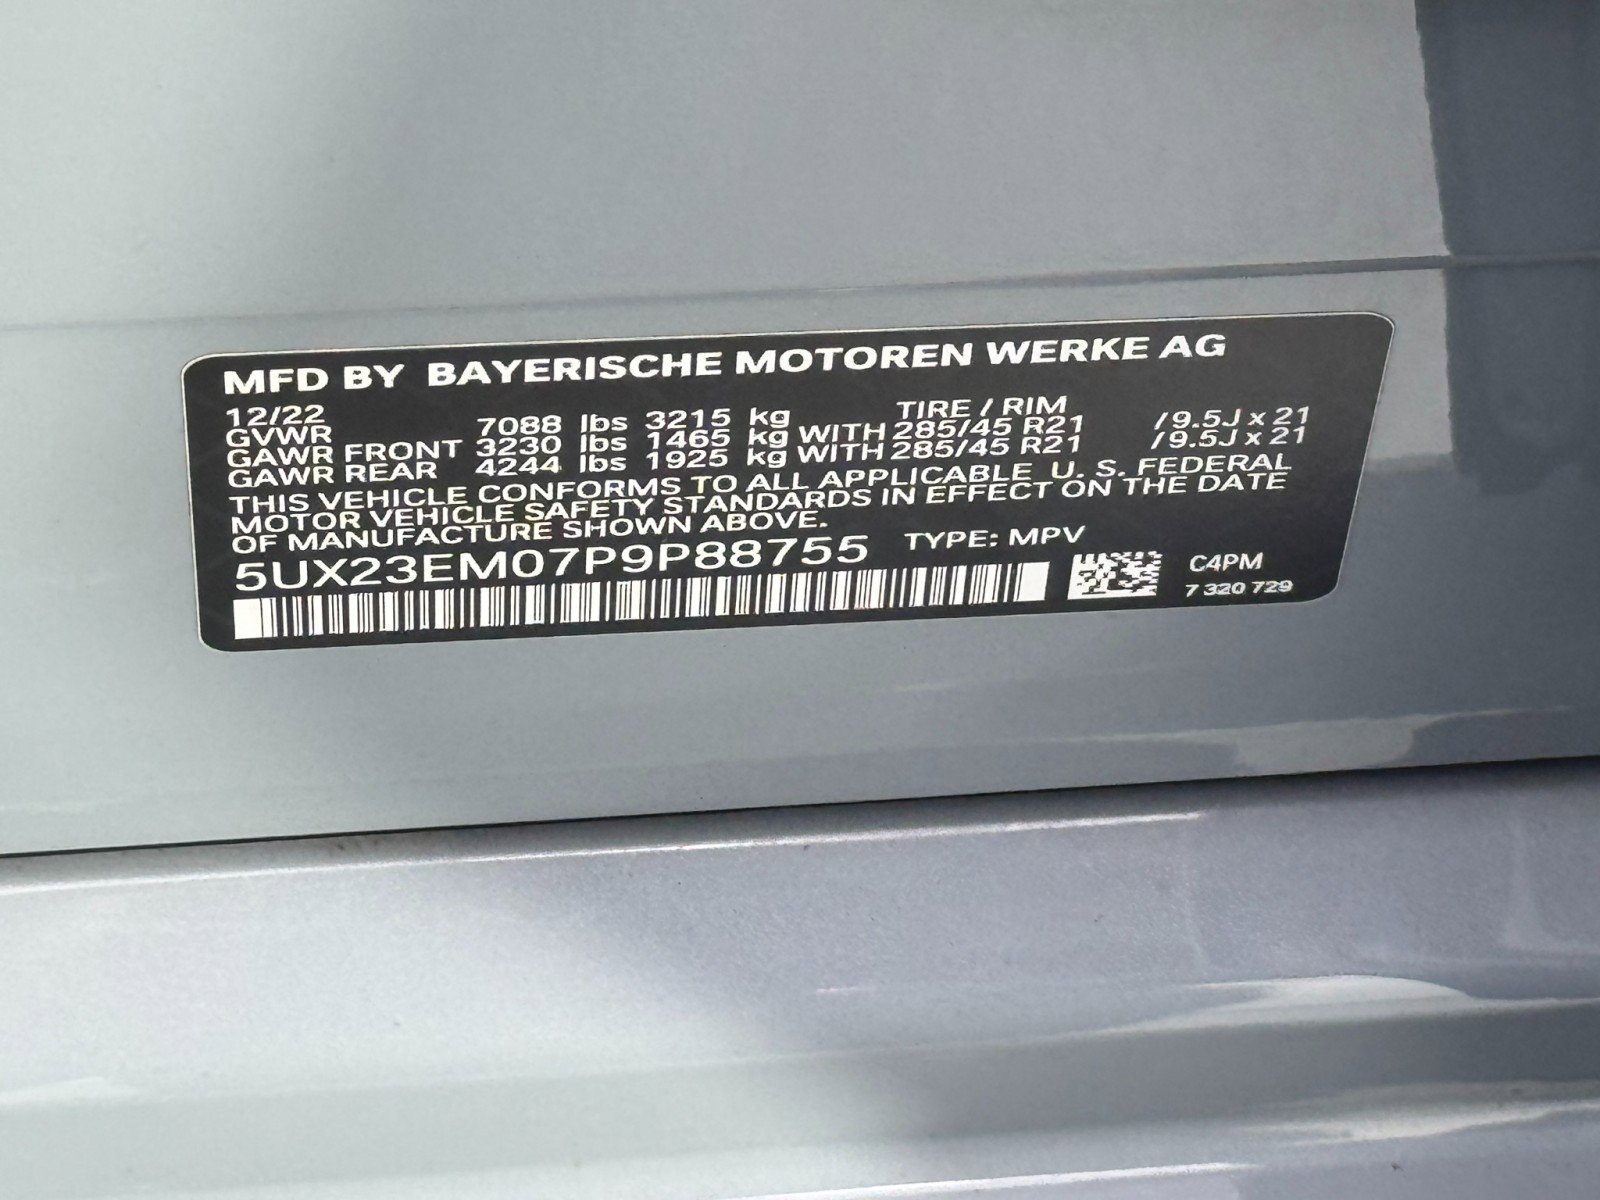 MFD BY BAYERISCHE MOTOREN WERKE AG
12/22 TIRE / RIM
GVWR 7088 lbs 3215 kg
GAWR FRONT 3230 lbs 1465 kg WITH 285/45 R21 /9.5J x 21
GAWR REAR 4244 lbs 1925 kg WITH 285/45 R21 /9.5J x 21
THIS VEHICLE CONFORMS TO ALL APPLICABLE U. S. FEDERAL
MOTOR VEHICLE SAFETY STANDARDS IN EFFECT ON THE DATE
OF MANUFACTURE SHOWN ABOVE.
5UX23EM07P9P88755 TYPE: MPV
C4PM
7 320 729